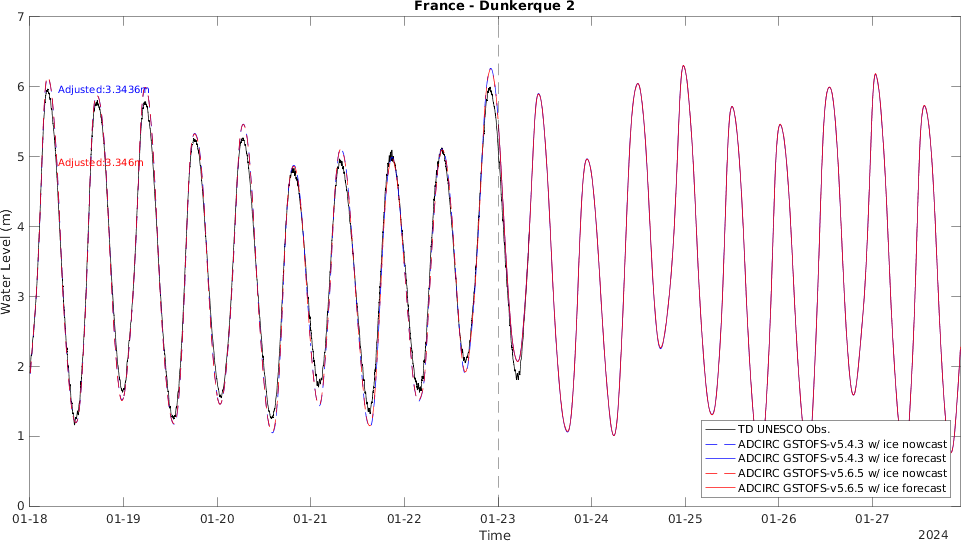 France - Dunkerque 2
7
6
5
4
3
2
1
0
Water Level (m)
Adjusted:3.3436m
Adjusted:3.346m
TD UNESCO Obs.
ADCIRC GSTOFS-v5.4.3 w/ ice nowcast
ADCIRC GSTOFS-v5.4.3 w/ ice forecast
ADCIRC GSTOFS-v5.6.5 w/ ice nowcast
ADCIRC GSTOFS-v5.6.5 w/ ice forecast
01-18 01-19 01-20 01-21 01-22 01-23 01-24 01-25 01-26 01-27
Time
2024